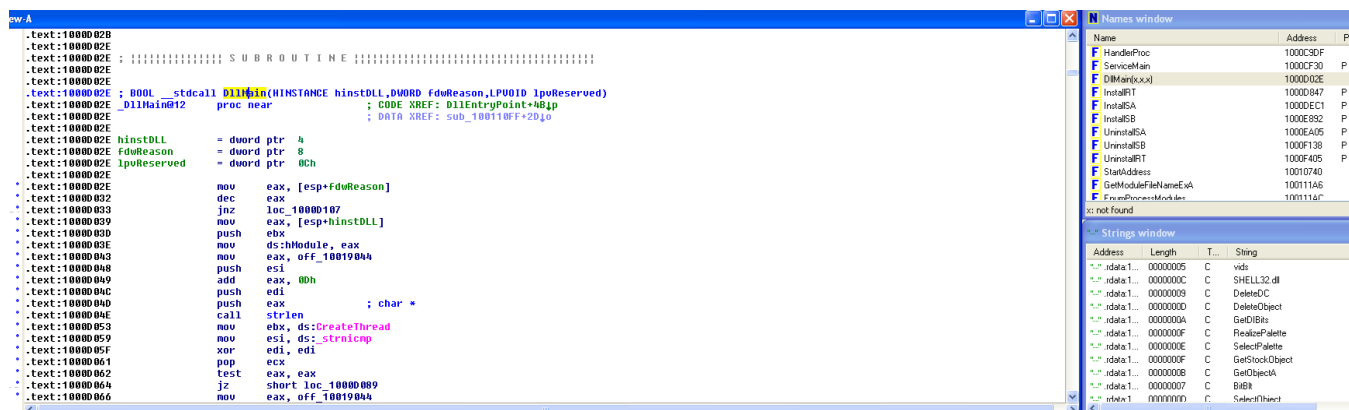 ew-A
.text:1000D02B
.text:1000D02E
.text:1000D02E ; ¦¦¦¦¦¦¦¦¦¦¦¦¦¦¦ S U B R O U T I N E ¦¦¦¦¦¦¦¦¦¦¦¦¦¦¦¦¦¦¦¦¦¦¦¦¦¦¦¦¦¦¦¦¦¦¦¦¦¦¦
.text:1000D02E
.text:1000D02E
.text:1000D02E ; BOOL __stdcall DllMain(HINSTANCE hinstDLL,DWORD fdwReason,LPVOID lpvReserved)
.text:1000D02E _DllMain@12 proc near ; CODE XREF: DllEntryPoint+4B↓p
.text:1000D02E ; DATA XREF: sub_100110FF+2D↓o
.text:1000D02E
.text:1000D02E hinstDLL = dword ptr 4
.text:1000D02E fdwReason = dword ptr 8
.text:1000D02E lpvReserved = dword ptr 0Ch
.text:1000D02E
.text:1000D02E mov eax, [esp+fdwReason]
.text:1000D032 dec eax
.text:1000D033 jnz loc_1000D107
.text:1000D039 mov eax, [esp+hinstDLL]
.text:1000D03D push ebx
.text:1000D03E mov ds:hModule, eax
.text:1000D043 mov eax, off_10019044
.text:1000D048 push esi
.text:1000D049 add eax, 0Dh
.text:1000D04C push edi
.text:1000D04D push eax ; char *
.text:1000D04E call strlen
.text:1000D053 mov ebx, ds:CreateThread
.text:1000D059 mov esi, ds:_strnicmp
.text:1000D05F xor edi, edi
.text:1000D061 pop ecx
.text:1000D062 test eax, eax
.text:1000D064 jz short loc_1000D089
.text:1000D066 mov eax, off_10019044
N Names window
Name Address P
F HandlerProc 1000C9DF
F ServiceMain 1000CF30 P
F DllMain(x,x,x) 1000D02E
F InstallRT 1000D847 P
F InstallSA 1000DEC1 P
F InstallSB 1000E892 P
F UninstallSA 1000EA05 P
F UninstallSB 1000F138 P
F UninstallRT 1000F405 P
F StartAddress 10010740
F GetModuleFileNameExA 100111A6
F EnumProcessModules 100111AC
x: not found
"..." Strings window
Address Length T... String
"..." .rdata:1... 00000005 C vids
"..." .rdata:1... 0000000C C SHELL32.dll
"..." .rdata:1... 00000009 C DeleteDC
"..." .rdata:1... 0000000D C DeleteObject
"..." .rdata:1... 0000000A C GetDIBits
"..." .rdata:1... 0000000F C RealizePalette
"..." .rdata:1... 0000000E C SelectPalette
"..." .rdata:1... 0000000F C GetStockObject
"..." .rdata:1... 0000000B C GetObjectA
"..." .rdata:1... 00000007 C BitBlt
"..." .rdata:1... 0000000D C SelectObject